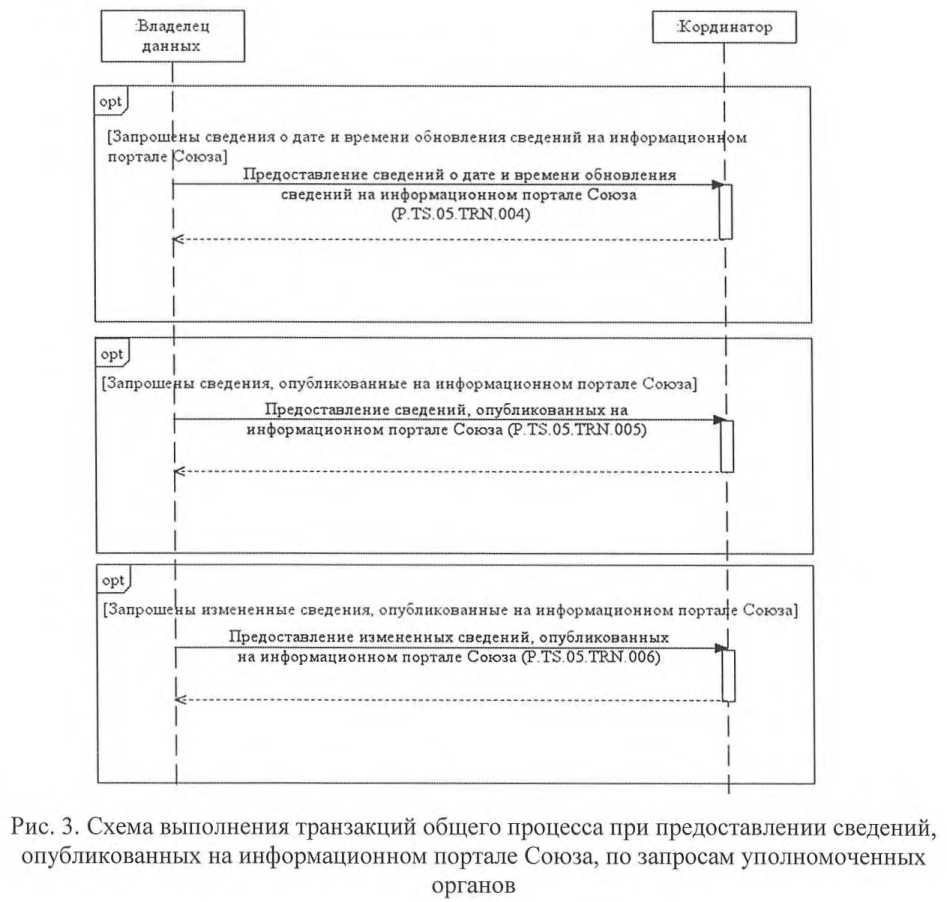 :Владелец
данных
:Кординатор
opt
[Запрошены сведения о дате и времени обновления сведений на информационном
портале Союза]
Предоставление сведений о дате и времени обновления
сведений на информационном портале Союза
(P.TS.05.TRN.004)
opt
[Запрошены сведения, опубликованные на информационном портале Союза]
Предоставление сведений, опубликованных на
информационном портале Союза (P.TS.05.TRN.005)
opt
[Запрошены измененные сведения, опубликованные на информационном портале Союза]
Предоставление измененных сведений, опубликованных
на информационном портале Союза (P.TS.05.TRN.006)
Рис. 3. Схема выполнения транзакций общего процесса при предоставлении сведений,
опубликованных на информационном портале Союза, по запросам уполномоченных
органов